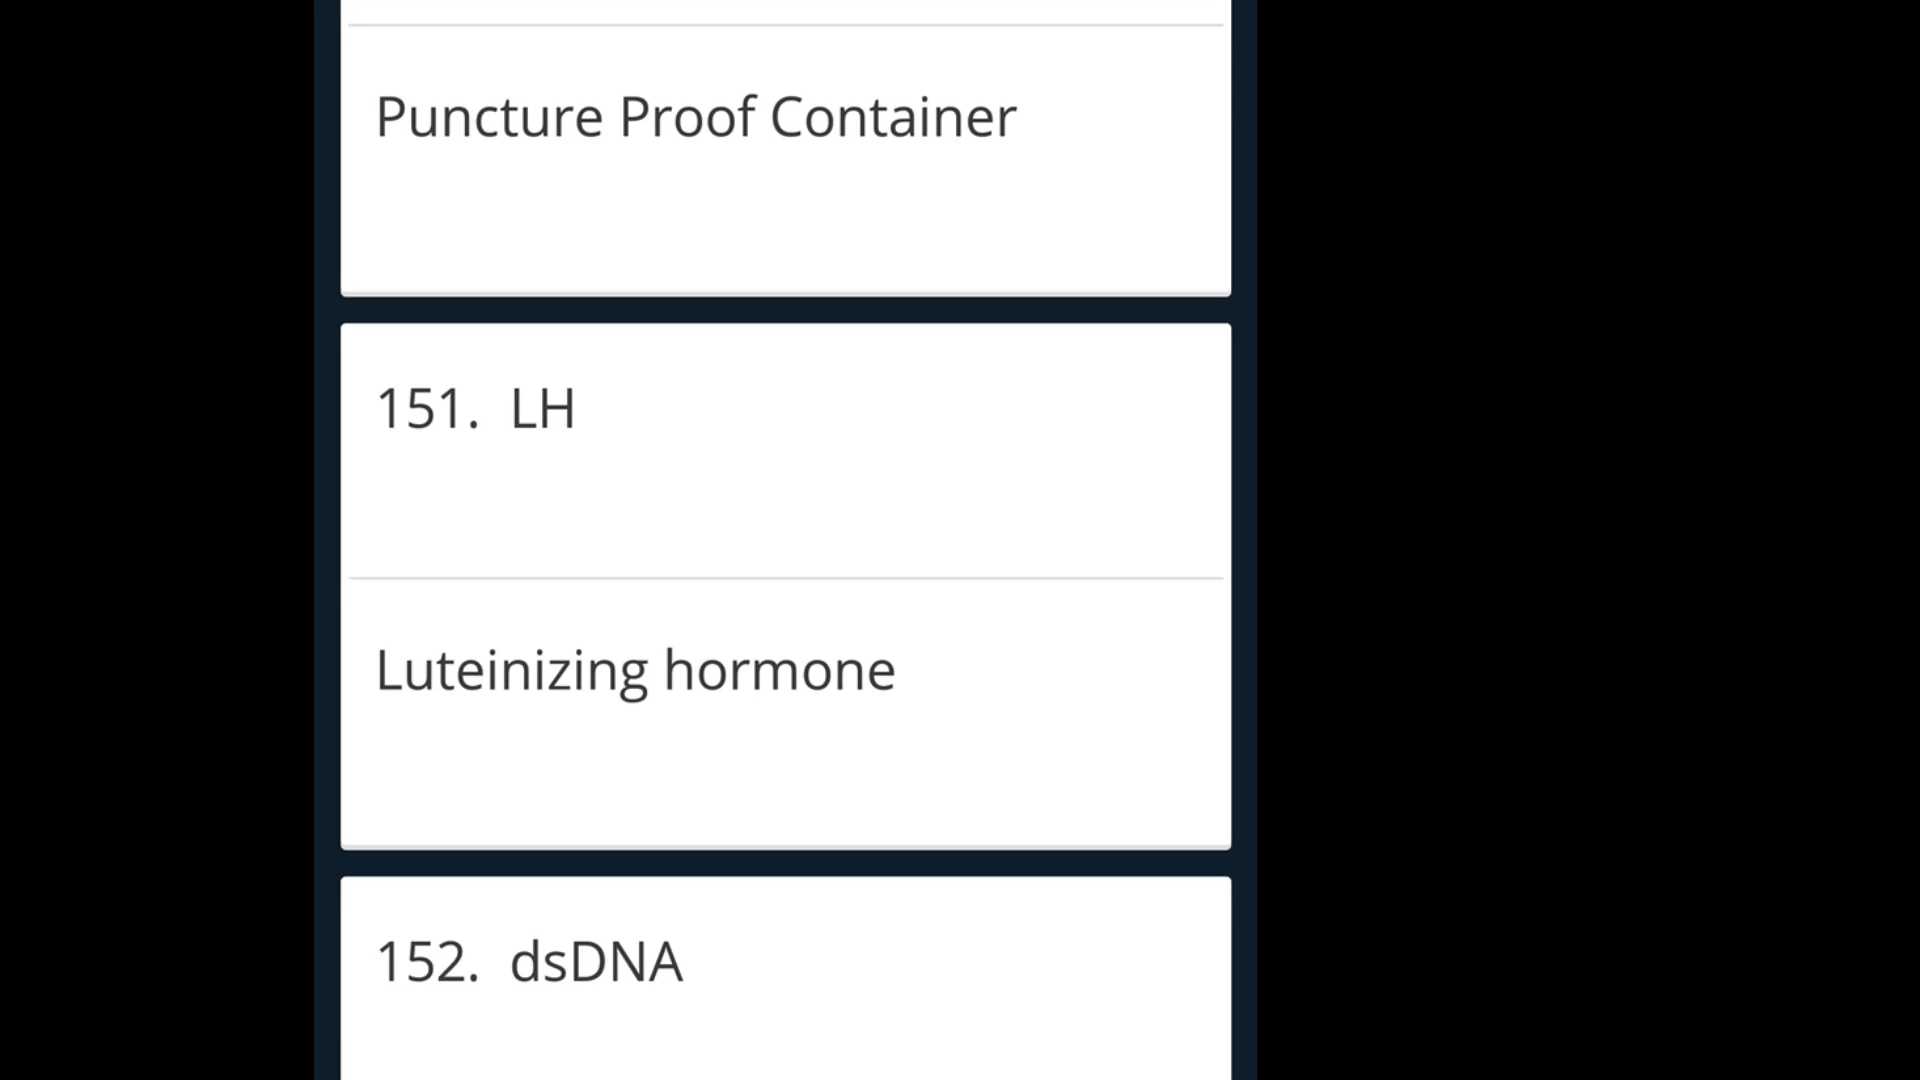 Puncture Proof Container
151. LH
Luteinizing hormone
152. dsDNA